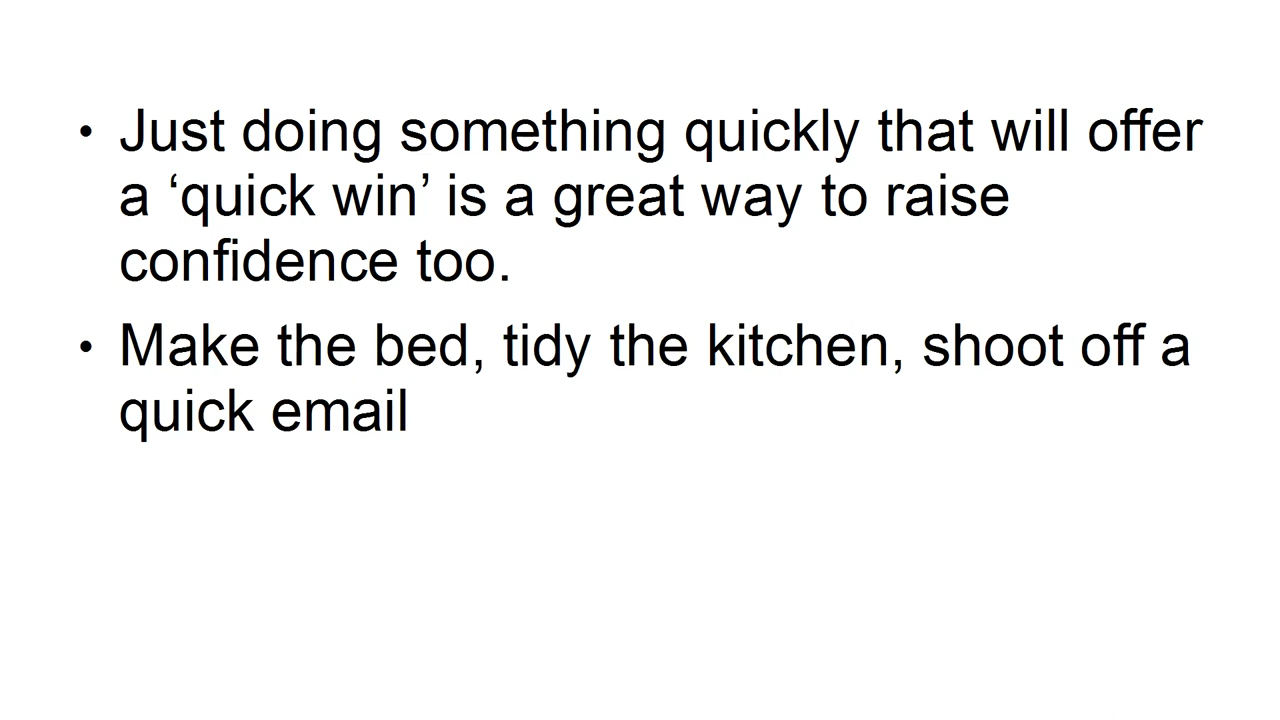 • Just doing something quickly that will offer
a ‘quick win’ is a great way to raise
confidence too.
• Make the bed, tidy the kitchen, shoot off a
quick email